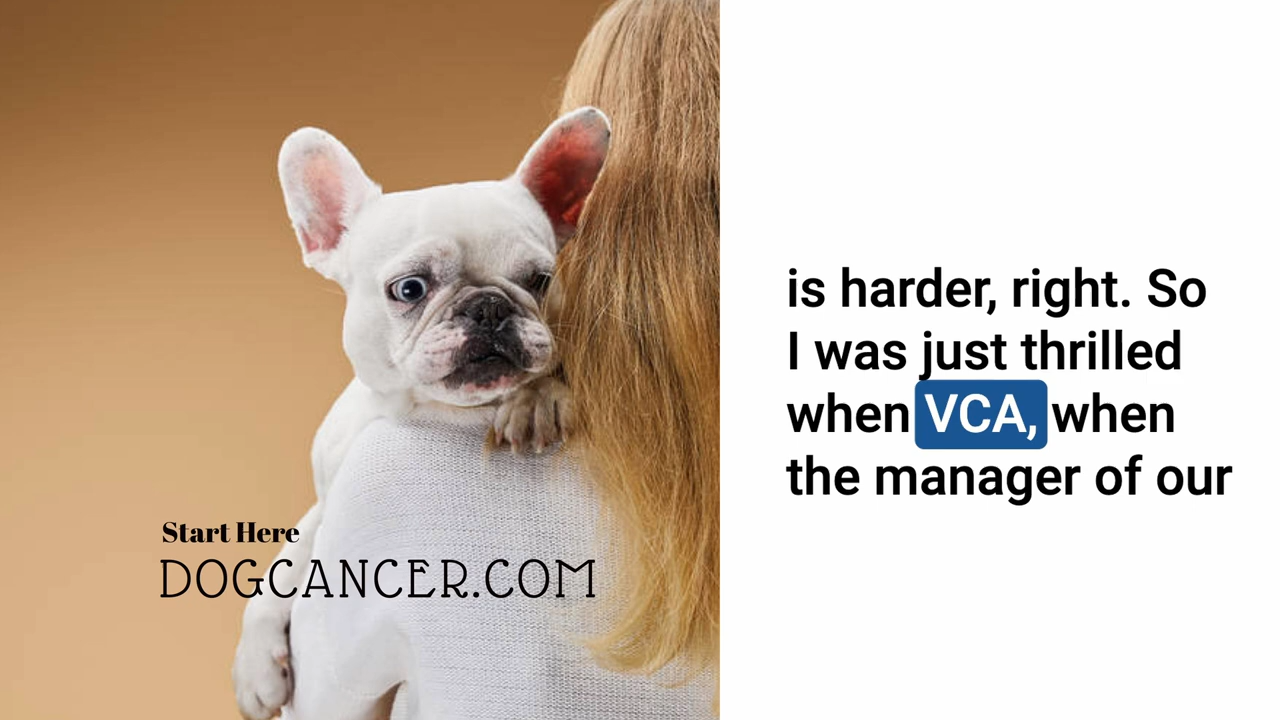 Start Here
DOGCANCER.COM
is harder, right. So
I was just thrilled
when VCA, when
the manager of our